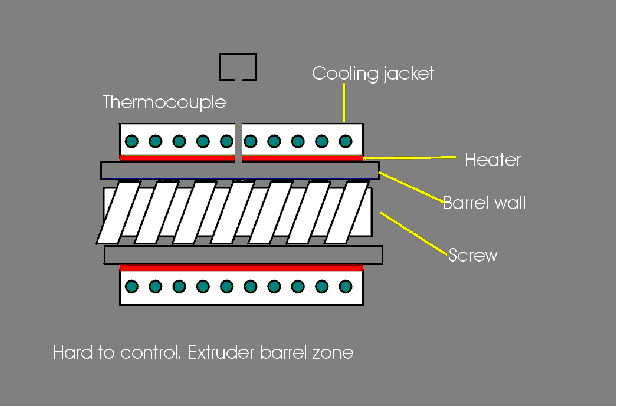 Cooling jacket
Thermocouple
Heater
Barrel wall
Screw
Hard to control. Extruder barrel zone